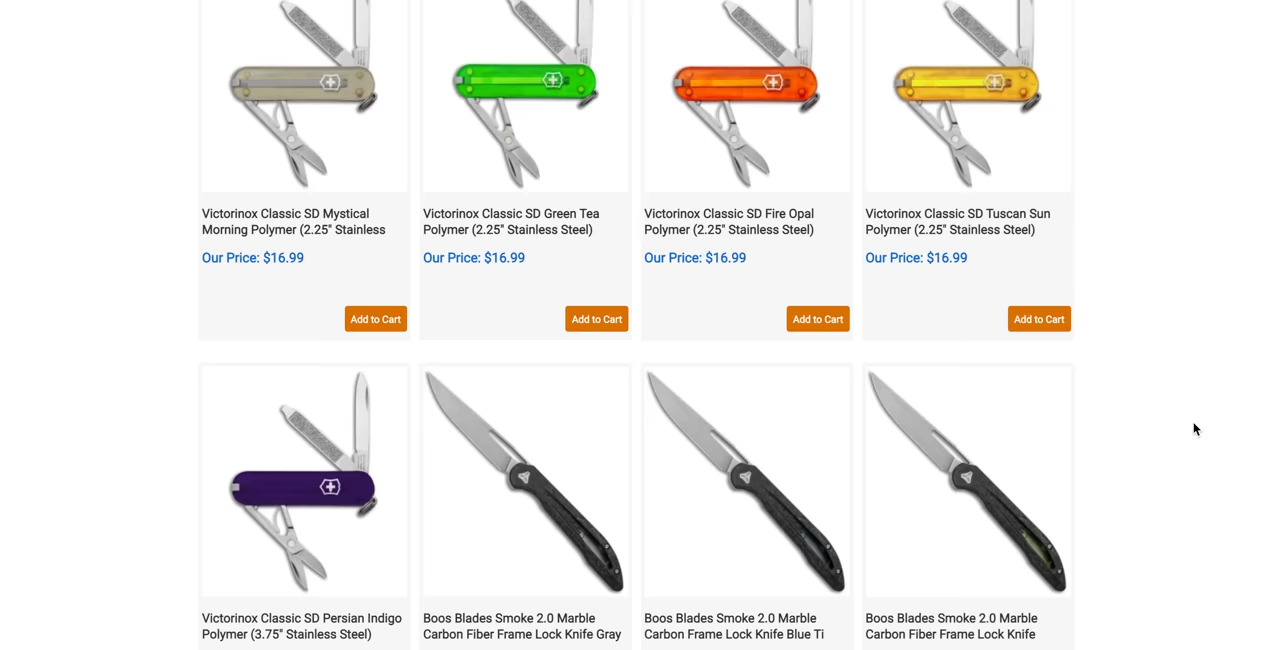 Victorinox Classic SD Mystical
Morning Polymer (2.25" Stainless
Our Price: $16.99
Add to Cart
Victorinox Classic SD Green Tea
Polymer (2.25" Stainless Steel)
Our Price: $16.99
Add to Cart
Victorinox Classic SD Fire Opal
Polymer (2.25" Stainless Steel)
Our Price: $16.99
Add to Cart
Victorinox Classic SD Tuscan Sun
Polymer (2.25" Stainless Steel)
Our Price: $16.99
Add to Cart
Victorinox Classic SD Persian Indigo
Polymer (3.75" Stainless Steel)
Boos Blades Smoke 2.0 Marble
Carbon Fiber Frame Lock Knife Gray
Boos Blades Smoke 2.0 Marble
Carbon Frame Lock Knife Blue Ti
Boos Blades Smoke 2.0 Marble
Carbon Fiber Frame Lock Knife